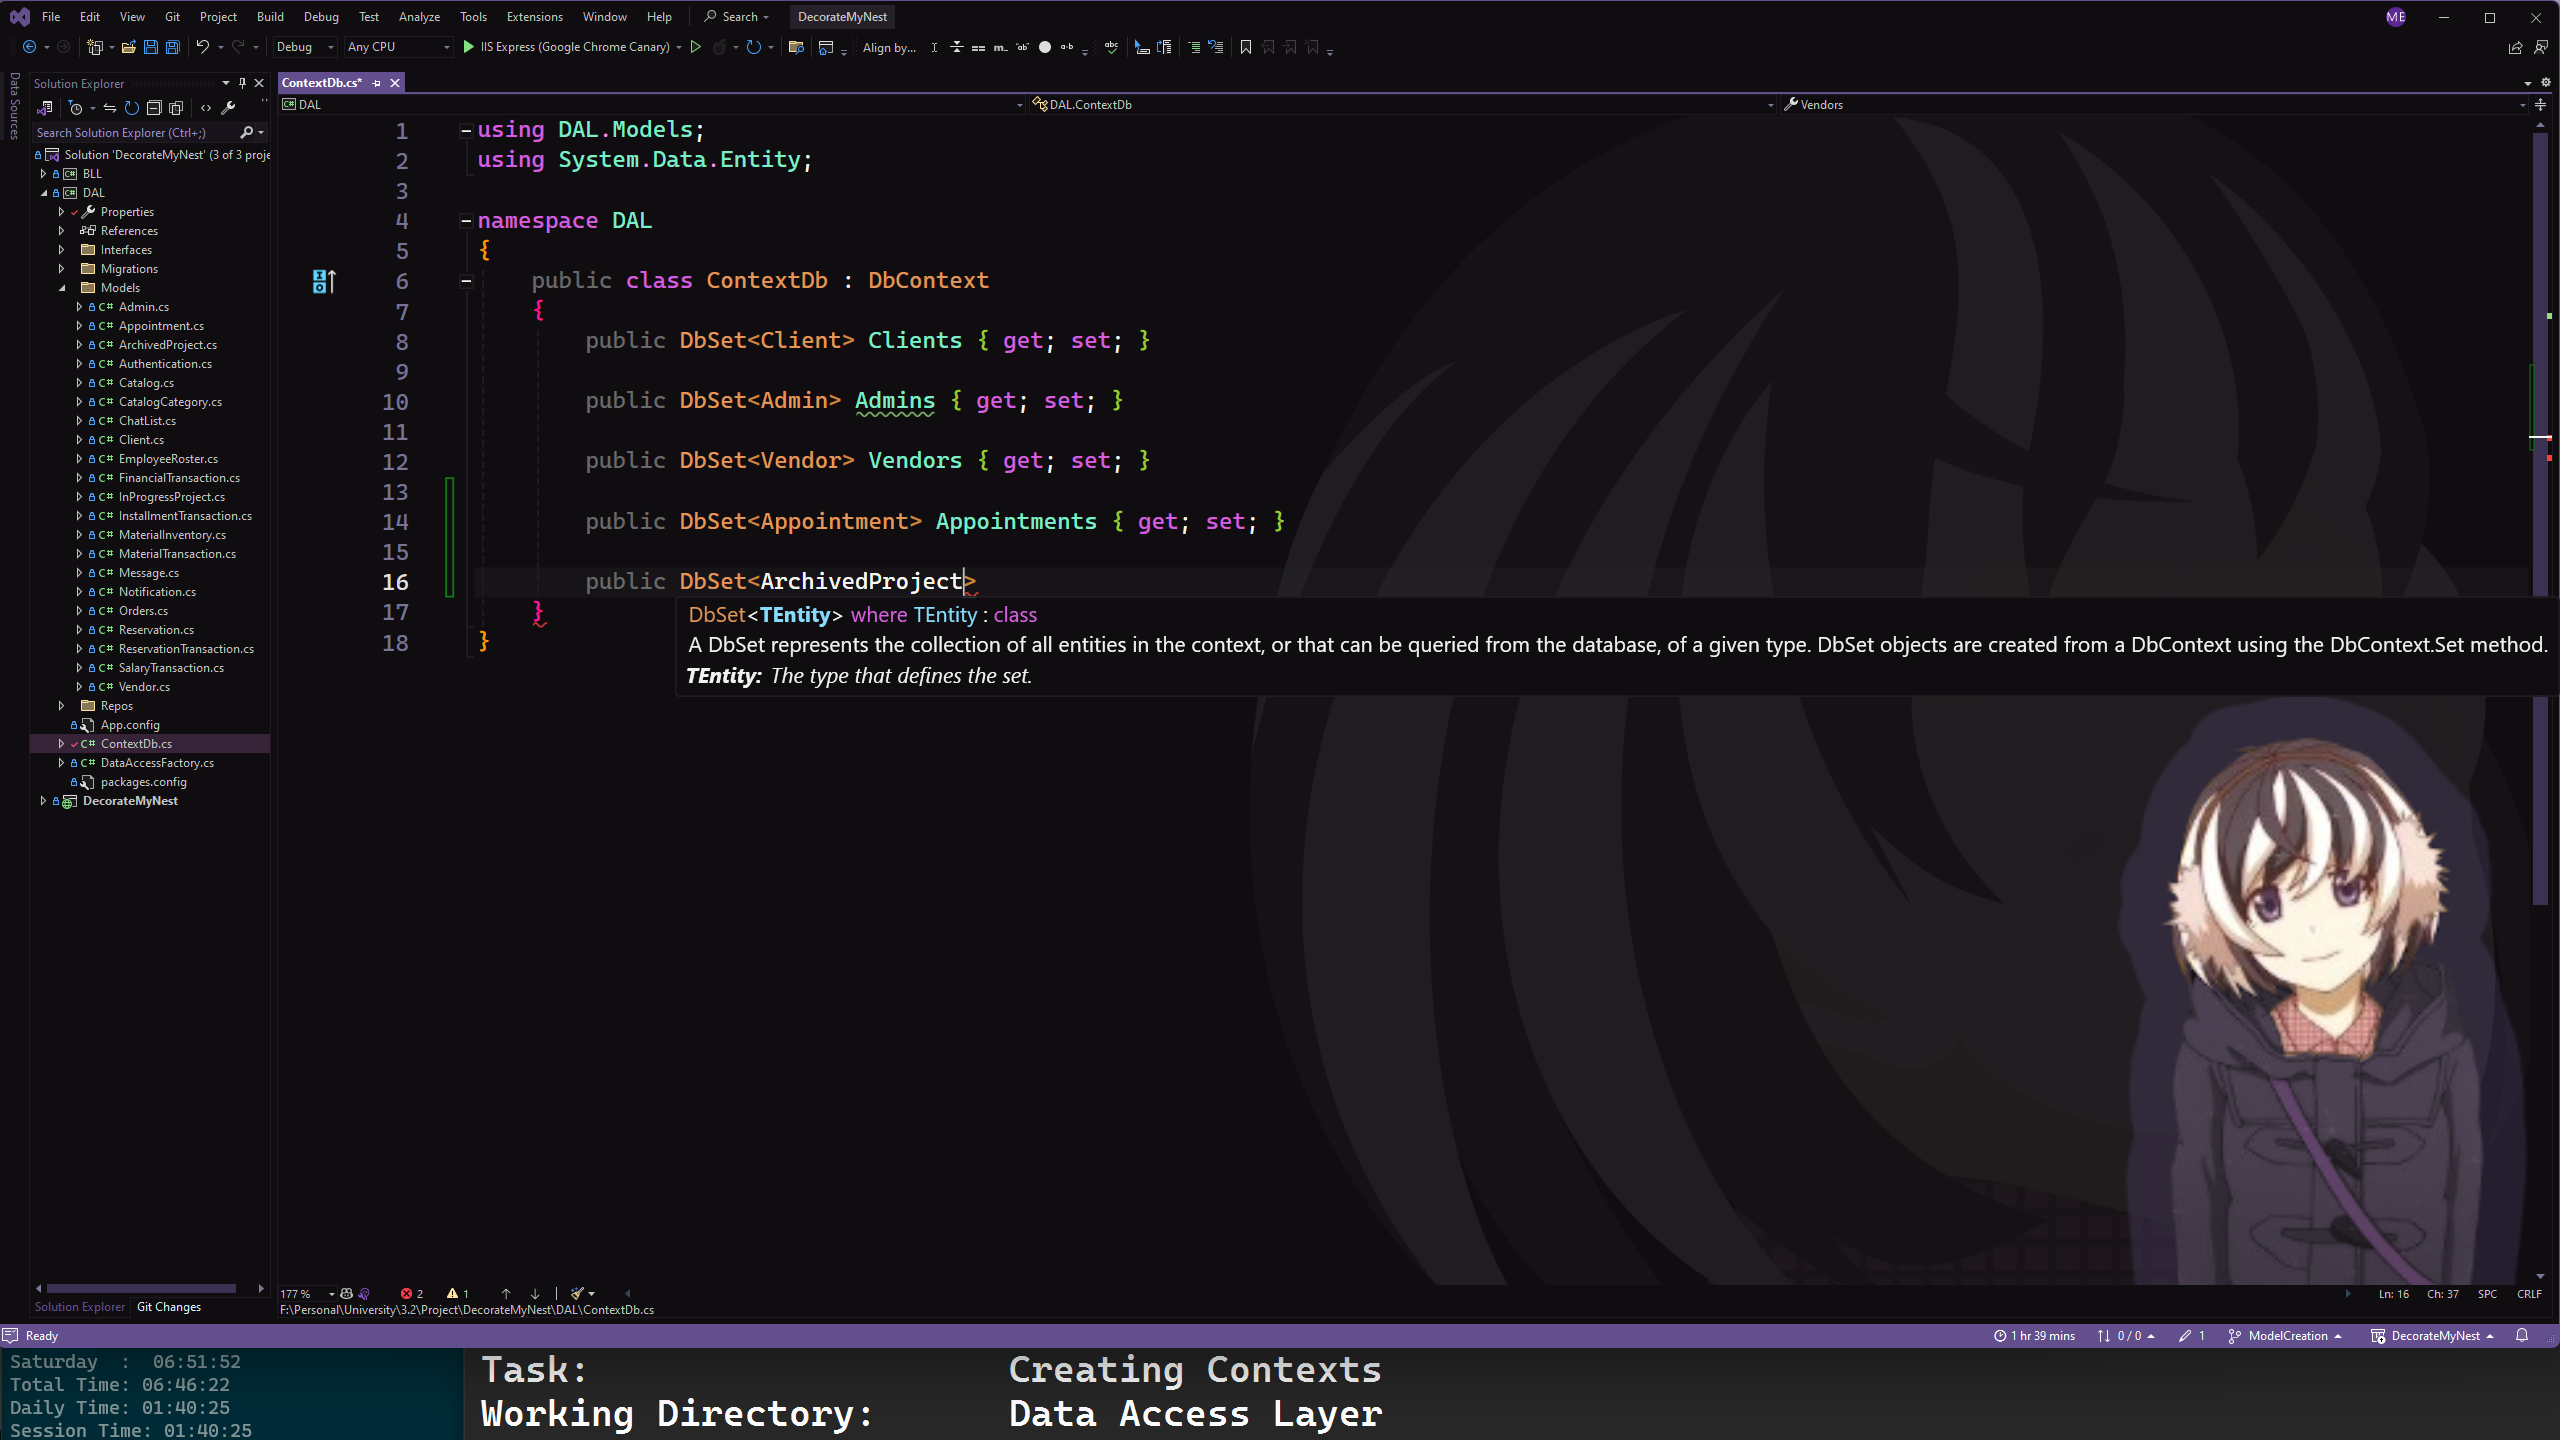 File Edit View Git Project Build Debug Test Analyze Tools Extensions Window Help Search DecorateMyNest ME
Debug Any CPU IIS Express (Google Chrome Canary) Align by...
Data Sources
Solution Explorer
Search Solution Explorer (Ctrl+;)
Solution 'DecorateMyNest' (3 of 3 proje
BLL
DAL
Properties
References
Interfaces
Migrations
Models
C# Admin.cs
C# Appointment.cs
C# ArchivedProject.cs
C# Authentication.cs
C# Catalog.cs
C# CatalogCategory.cs
C# ChatList.cs
C# Client.cs
C# EmployeeRoster.cs
C# FinancialTransaction.cs
C# InProgressProject.cs
C# InstallmentTransaction.cs
C# MaterialInventory.cs
C# MaterialTransaction.cs
C# Message.cs
C# Notification.cs
C# Orders.cs
C# Reservation.cs
C# ReservationTransaction.cs
C# SalaryTransaction.cs
C# Vendor.cs
Repos
App.config
C# ContextDb.cs
C# DataAccessFactory.cs
packages.config
DecorateMyNest
Solution Explorer Git Changes
ContextDb.cs*
DAL DAL.ContextDb Vendors
1 using DAL.Models;
2 using System.Data.Entity;
3
4 namespace DAL
5 {
6 public class ContextDb : DbContext
7 {
8 public DbSet<Client> Clients { get; set; }
9
10 public DbSet<Admin> Admins { get; set; }
11
12 public DbSet<Vendor> Vendors { get; set; }
13
14 public DbSet<Appointment> Appointments { get; set; }
15
16 public DbSet<ArchivedProject>
17 }
18 }
DbSet<TEntity> where TEntity : class
A DbSet represents the collection of all entities in the context, or that can be queried from the database, of a given type. DbSet objects are created from a DbContext using the DbContext.Set method.
TEntity: The type that defines the set.
177 % 2 1 Ln: 16 Ch: 37 SPC CRLF
F:\Personal\University\3.2\Project\DecorateMyNest\DAL\ContextDb.cs
Ready 1 hr 39 mins 0 / 0 1 ModelCreation DecorateMyNest
Saturday : 06:51:52
Total Time: 06:46:22
Daily Time: 01:40:25
Session Time: 01:40:25
Task: Creating Contexts
Working Directory: Data Access Layer